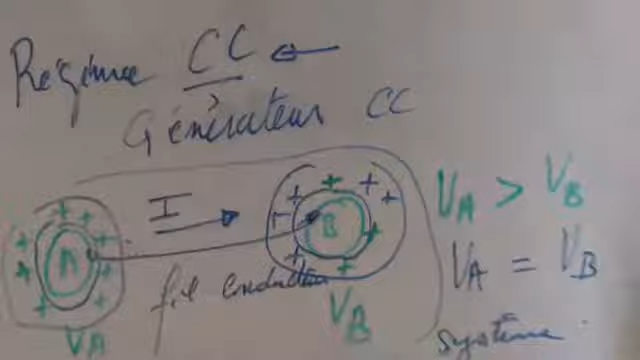 Régime CC
Générateur CC
I
A
B
fil conducteur
VA
VB
VA > VB
VA = VB
système